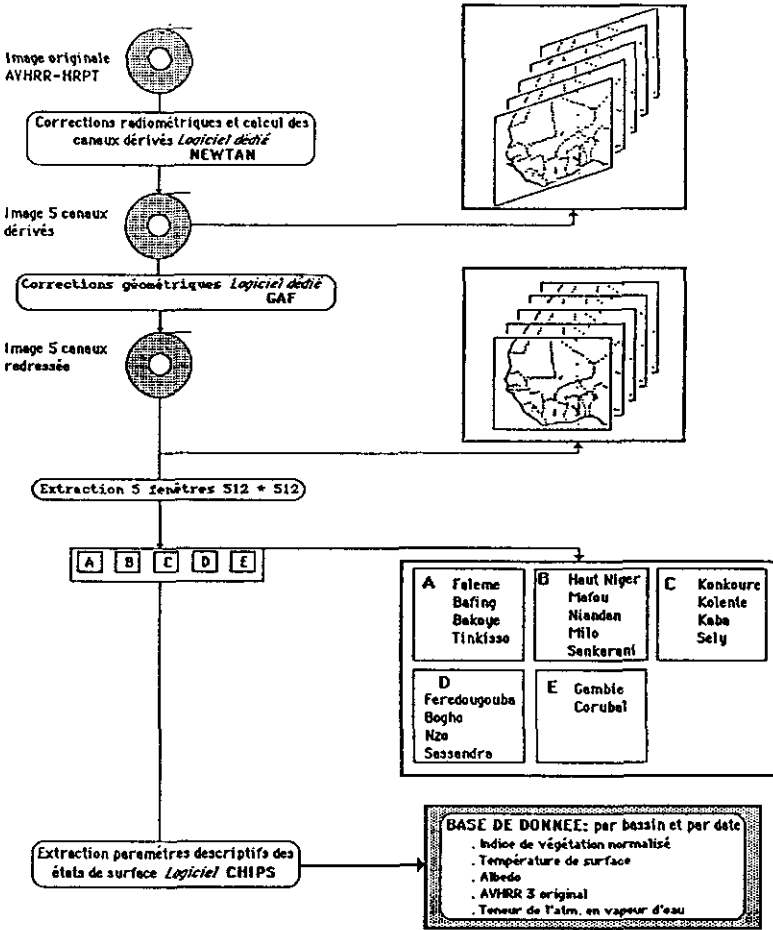 Image originale
AVHRR-HRPT
Corrections radiométriques et calcul des
canaux dérivés Logiciel dédié
NEWTAN
Image 5 canaux
dérivés
Corrections géométriques Logiciel dédié
GAF
Image 5 canaux
redressée
Extraction 5 fenêtres 512 * 512
A B C D E
A Faleme
Bafing
Bakoye
Tinkisso
B Haut Niger
Mafou
Niandan
Milo
Sankarani
C Konkoure
Kolente
Kaba
Sely
D
Feredougouba
Bogho
Nzo
Sassandra
E Gambie
Corubal
Extraction paramètres descriptifs des
états de surface Logiciel CHIPS
BASE DE DONNEE: par bassin et par date
. Indice de végétation normalisé
. Température de surface
. Albedo
. AVHRR 3 original
. Teneur de l'atm. en vapeur d'eau